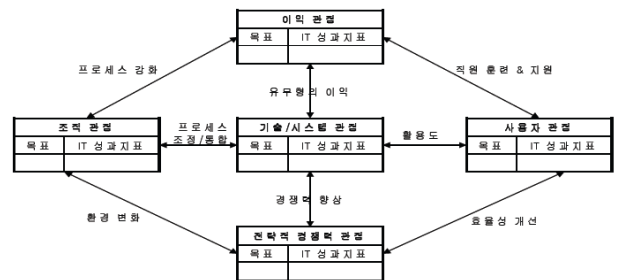 이익 관점
목표 IT 성과지표
프로세스 강화
직원 훈련 & 지원
유무형의 이익
조직 관점
목표 IT 성과지표
프로세스
조정/통합
기술/시스템 관점
목표 IT 성과지표
활용도
사용자 관점
목표 IT 성과지표
환경 변화
경쟁력 향상
효율성 개선
전략적 경쟁력 관점
목표 IT 성과지표